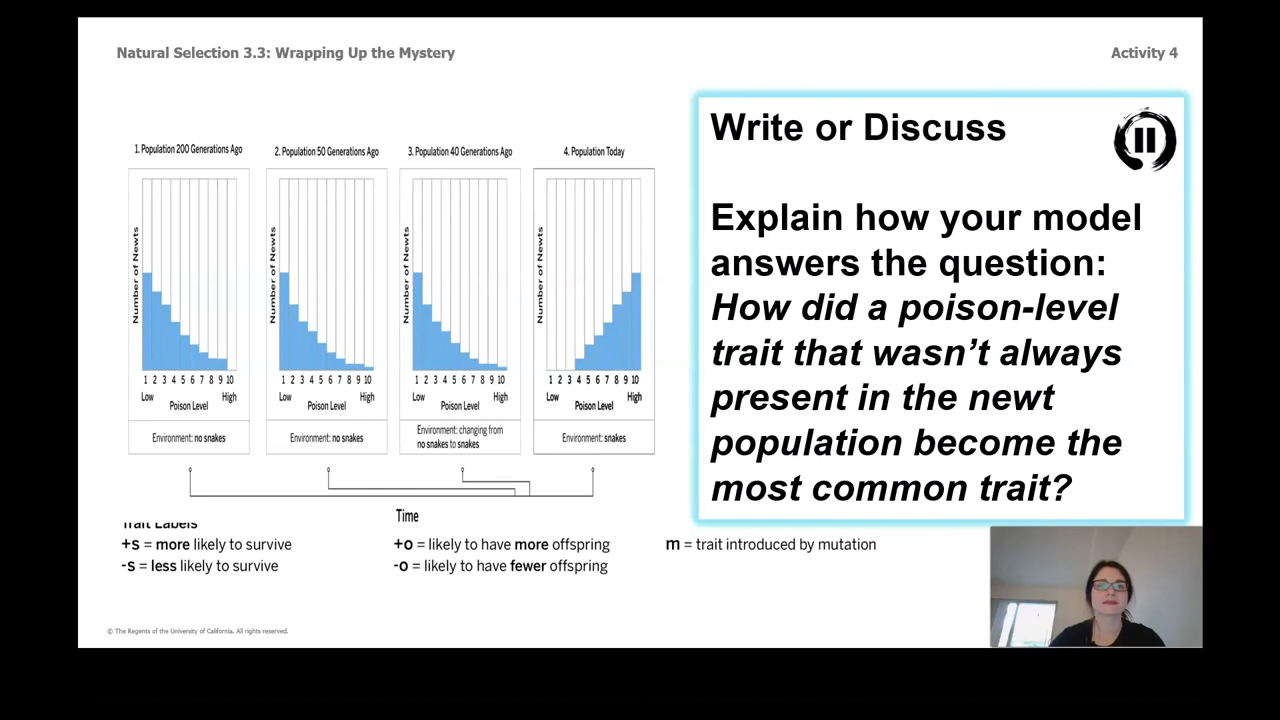 Natural Selection 3.3: Wrapping Up the Mystery
Activity 4
1. Population 200 Generations Ago
2. Population 50 Generations Ago
3. Population 40 Generations Ago
4. Population Today
Number of Newts
Number of Newts
Number of Newts
Number of Newts
1 2 3 4 5 6 7 8 9 10
1 2 3 4 5 6 7 8 9 10
1 2 3 4 5 6 7 8 9 10
1 2 3 4 5 6 7 8 9 10
Low High
Low High
Low High
Low High
Poison Level
Poison Level
Poison Level
Poison Level
Environment: no snakes
Environment: no snakes
Environment: changing from
no snakes to snakes
Environment: snakes
Time
Trait Labels
+s = more likely to survive
-s = less likely to survive
+o = likely to have more offspring
-o = likely to have fewer offspring
m = trait introduced by mutation
Write or Discuss
Explain how your model
answers the question:
How did a poison-level
trait that wasn’t always
present in the newt
population become the
most common trait?
© The Regents of the University of California. All rights reserved.